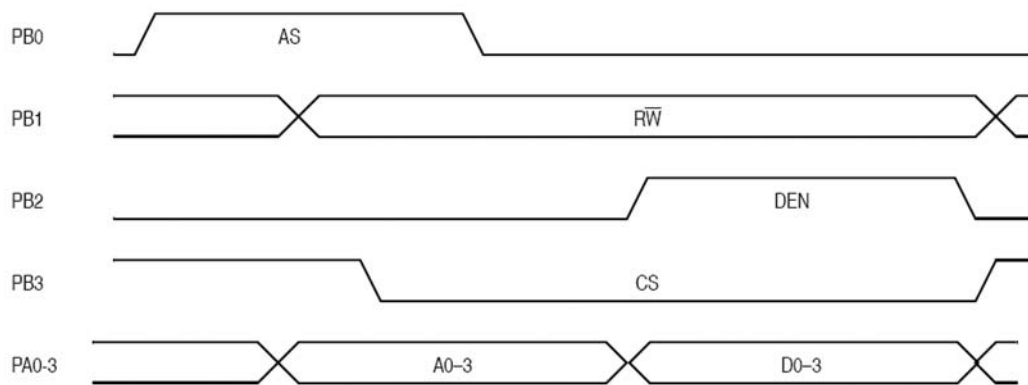 PB0 AS
PB1 RW̅
PB2 DEN
PB3 CS
PA0-3 A0–3 D0–3